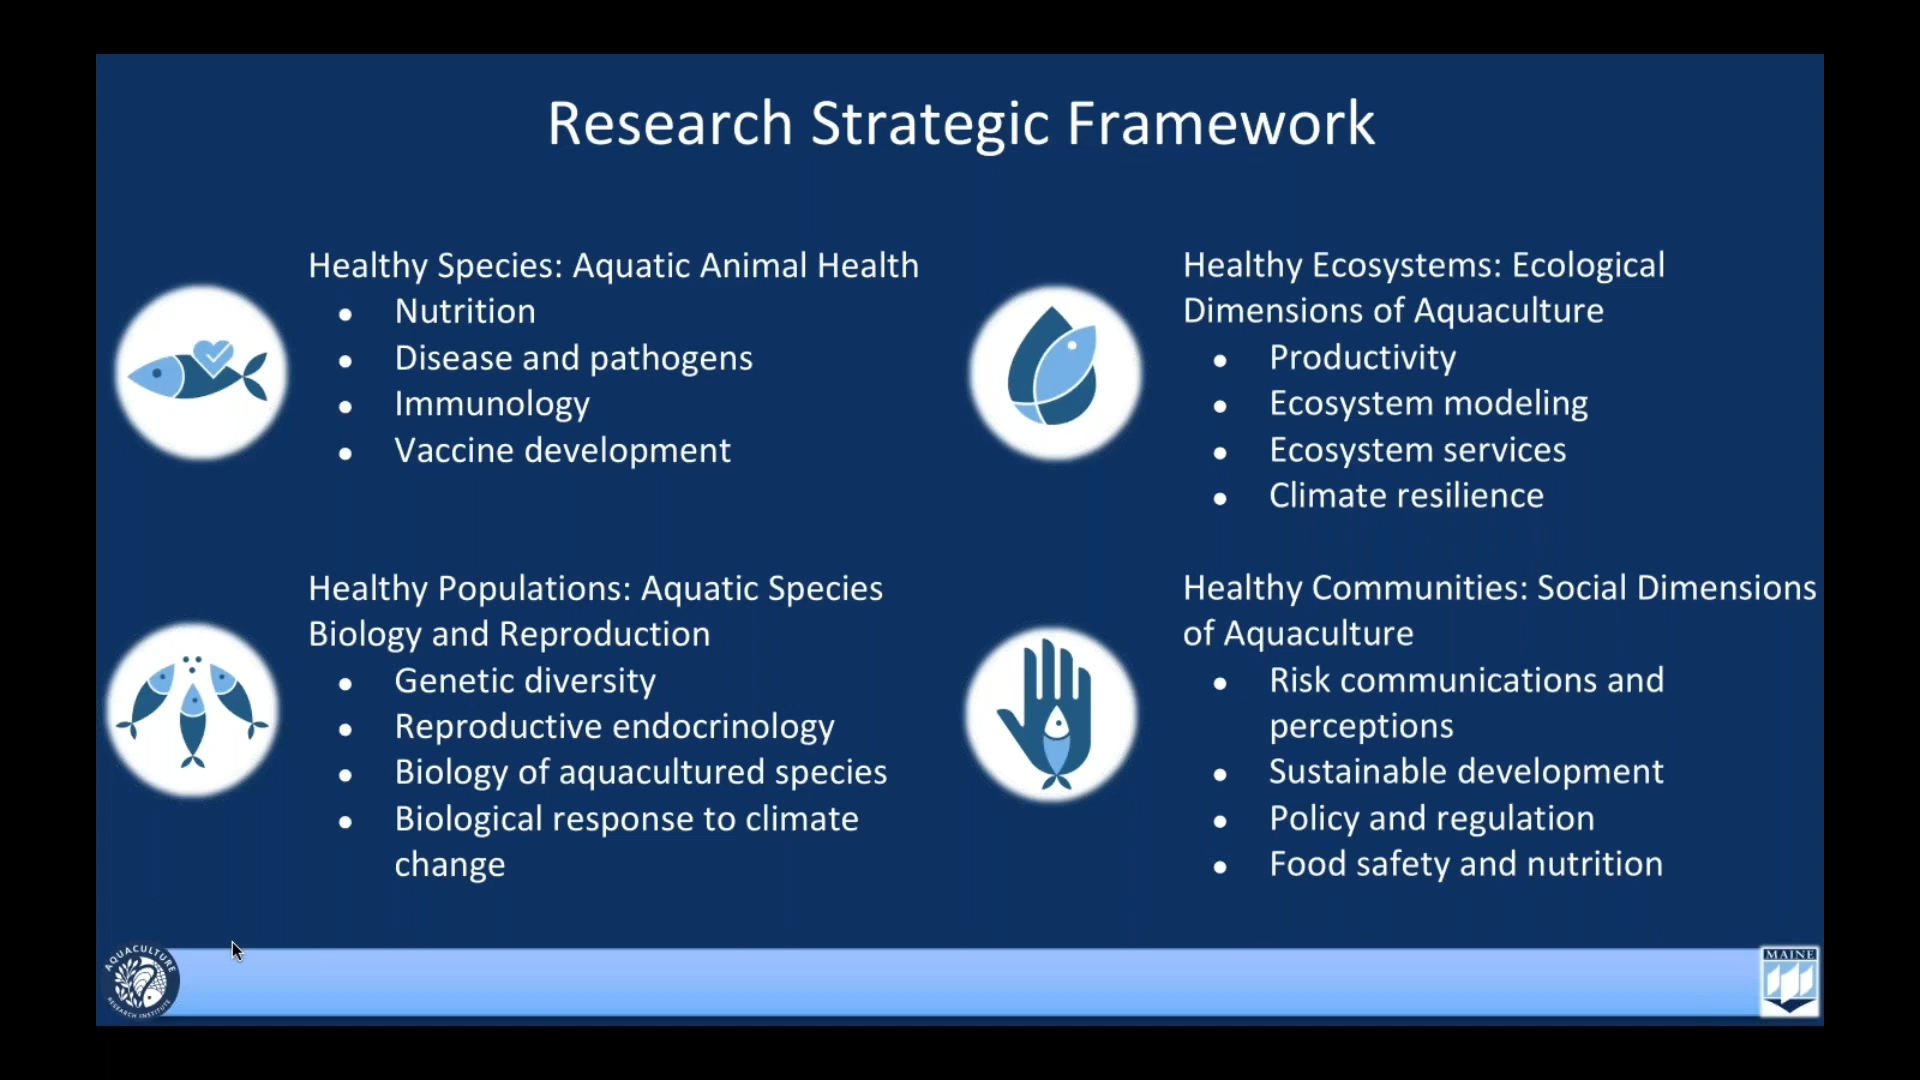 Research Strategic Framework
Healthy Species: Aquatic Animal Health
• Nutrition
• Disease and pathogens
• Immunology
• Vaccine development
Healthy Populations: Aquatic Species
Biology and Reproduction
• Genetic diversity
• Reproductive endocrinology
• Biology of aquacultured species
• Biological response to climate
change
Healthy Ecosystems: Ecological
Dimensions of Aquaculture
• Productivity
• Ecosystem modeling
• Ecosystem services
• Climate resilience
Healthy Communities: Social Dimensions
of Aquaculture
• Risk communications and
perceptions
• Sustainable development
• Policy and regulation
• Food safety and nutrition
AQUACULTURE
RESEARCH INSTITUTE
MAINE